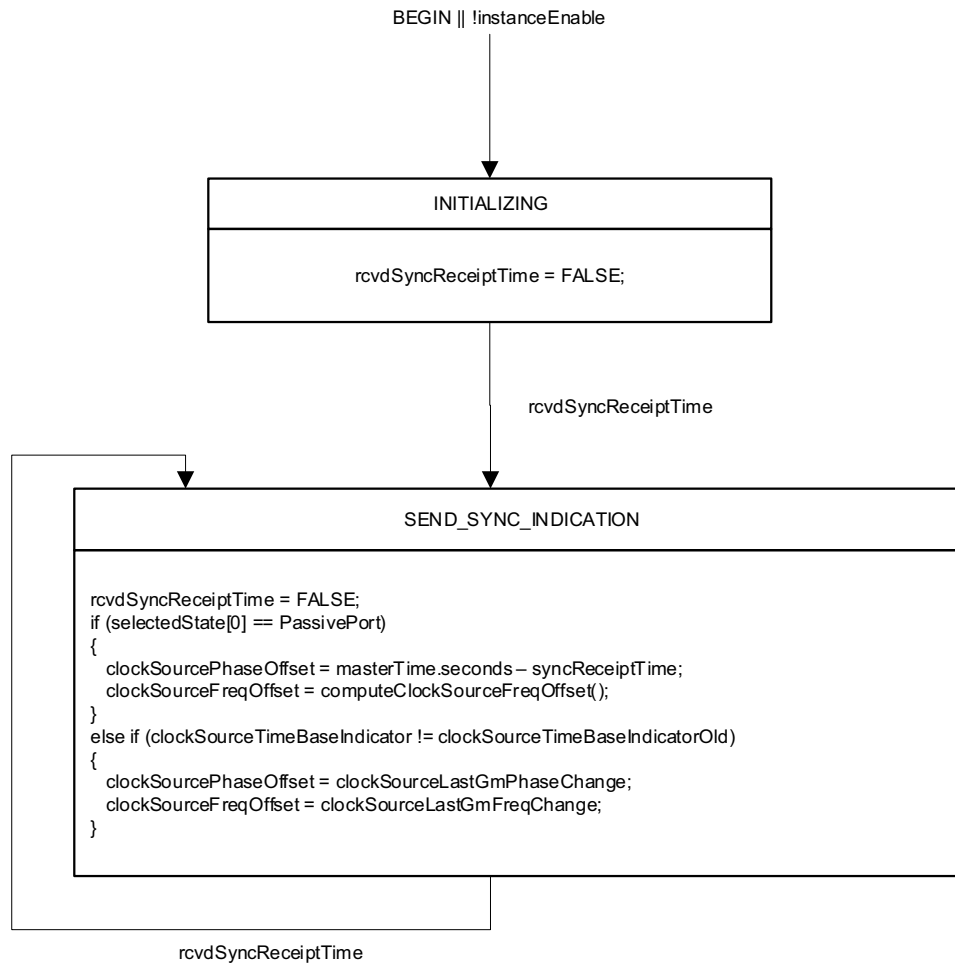 BEGIN || !instanceEnable
INITIALIZING
rcvdSyncReceiptTime = FALSE;
rcvdSyncReceiptTime
SEND_SYNC_INDICATION
rcvdSyncReceiptTime = FALSE;
if (selectedState[0] == PassivePort)
{
clockSourcePhaseOffset = masterTime.seconds – syncReceiptTime;
clockSourceFreqOffset = computeClockSourceFreqOffset();
}
else if (clockSourceTimeBaseIndicator != clockSourceTimeBaseIndicatorOld)
{
clockSourcePhaseOffset = clockSourceLastGmPhaseChange;
clockSourceFreqOffset = clockSourceLastGmFreqChange;
}
rcvdSyncReceiptTime